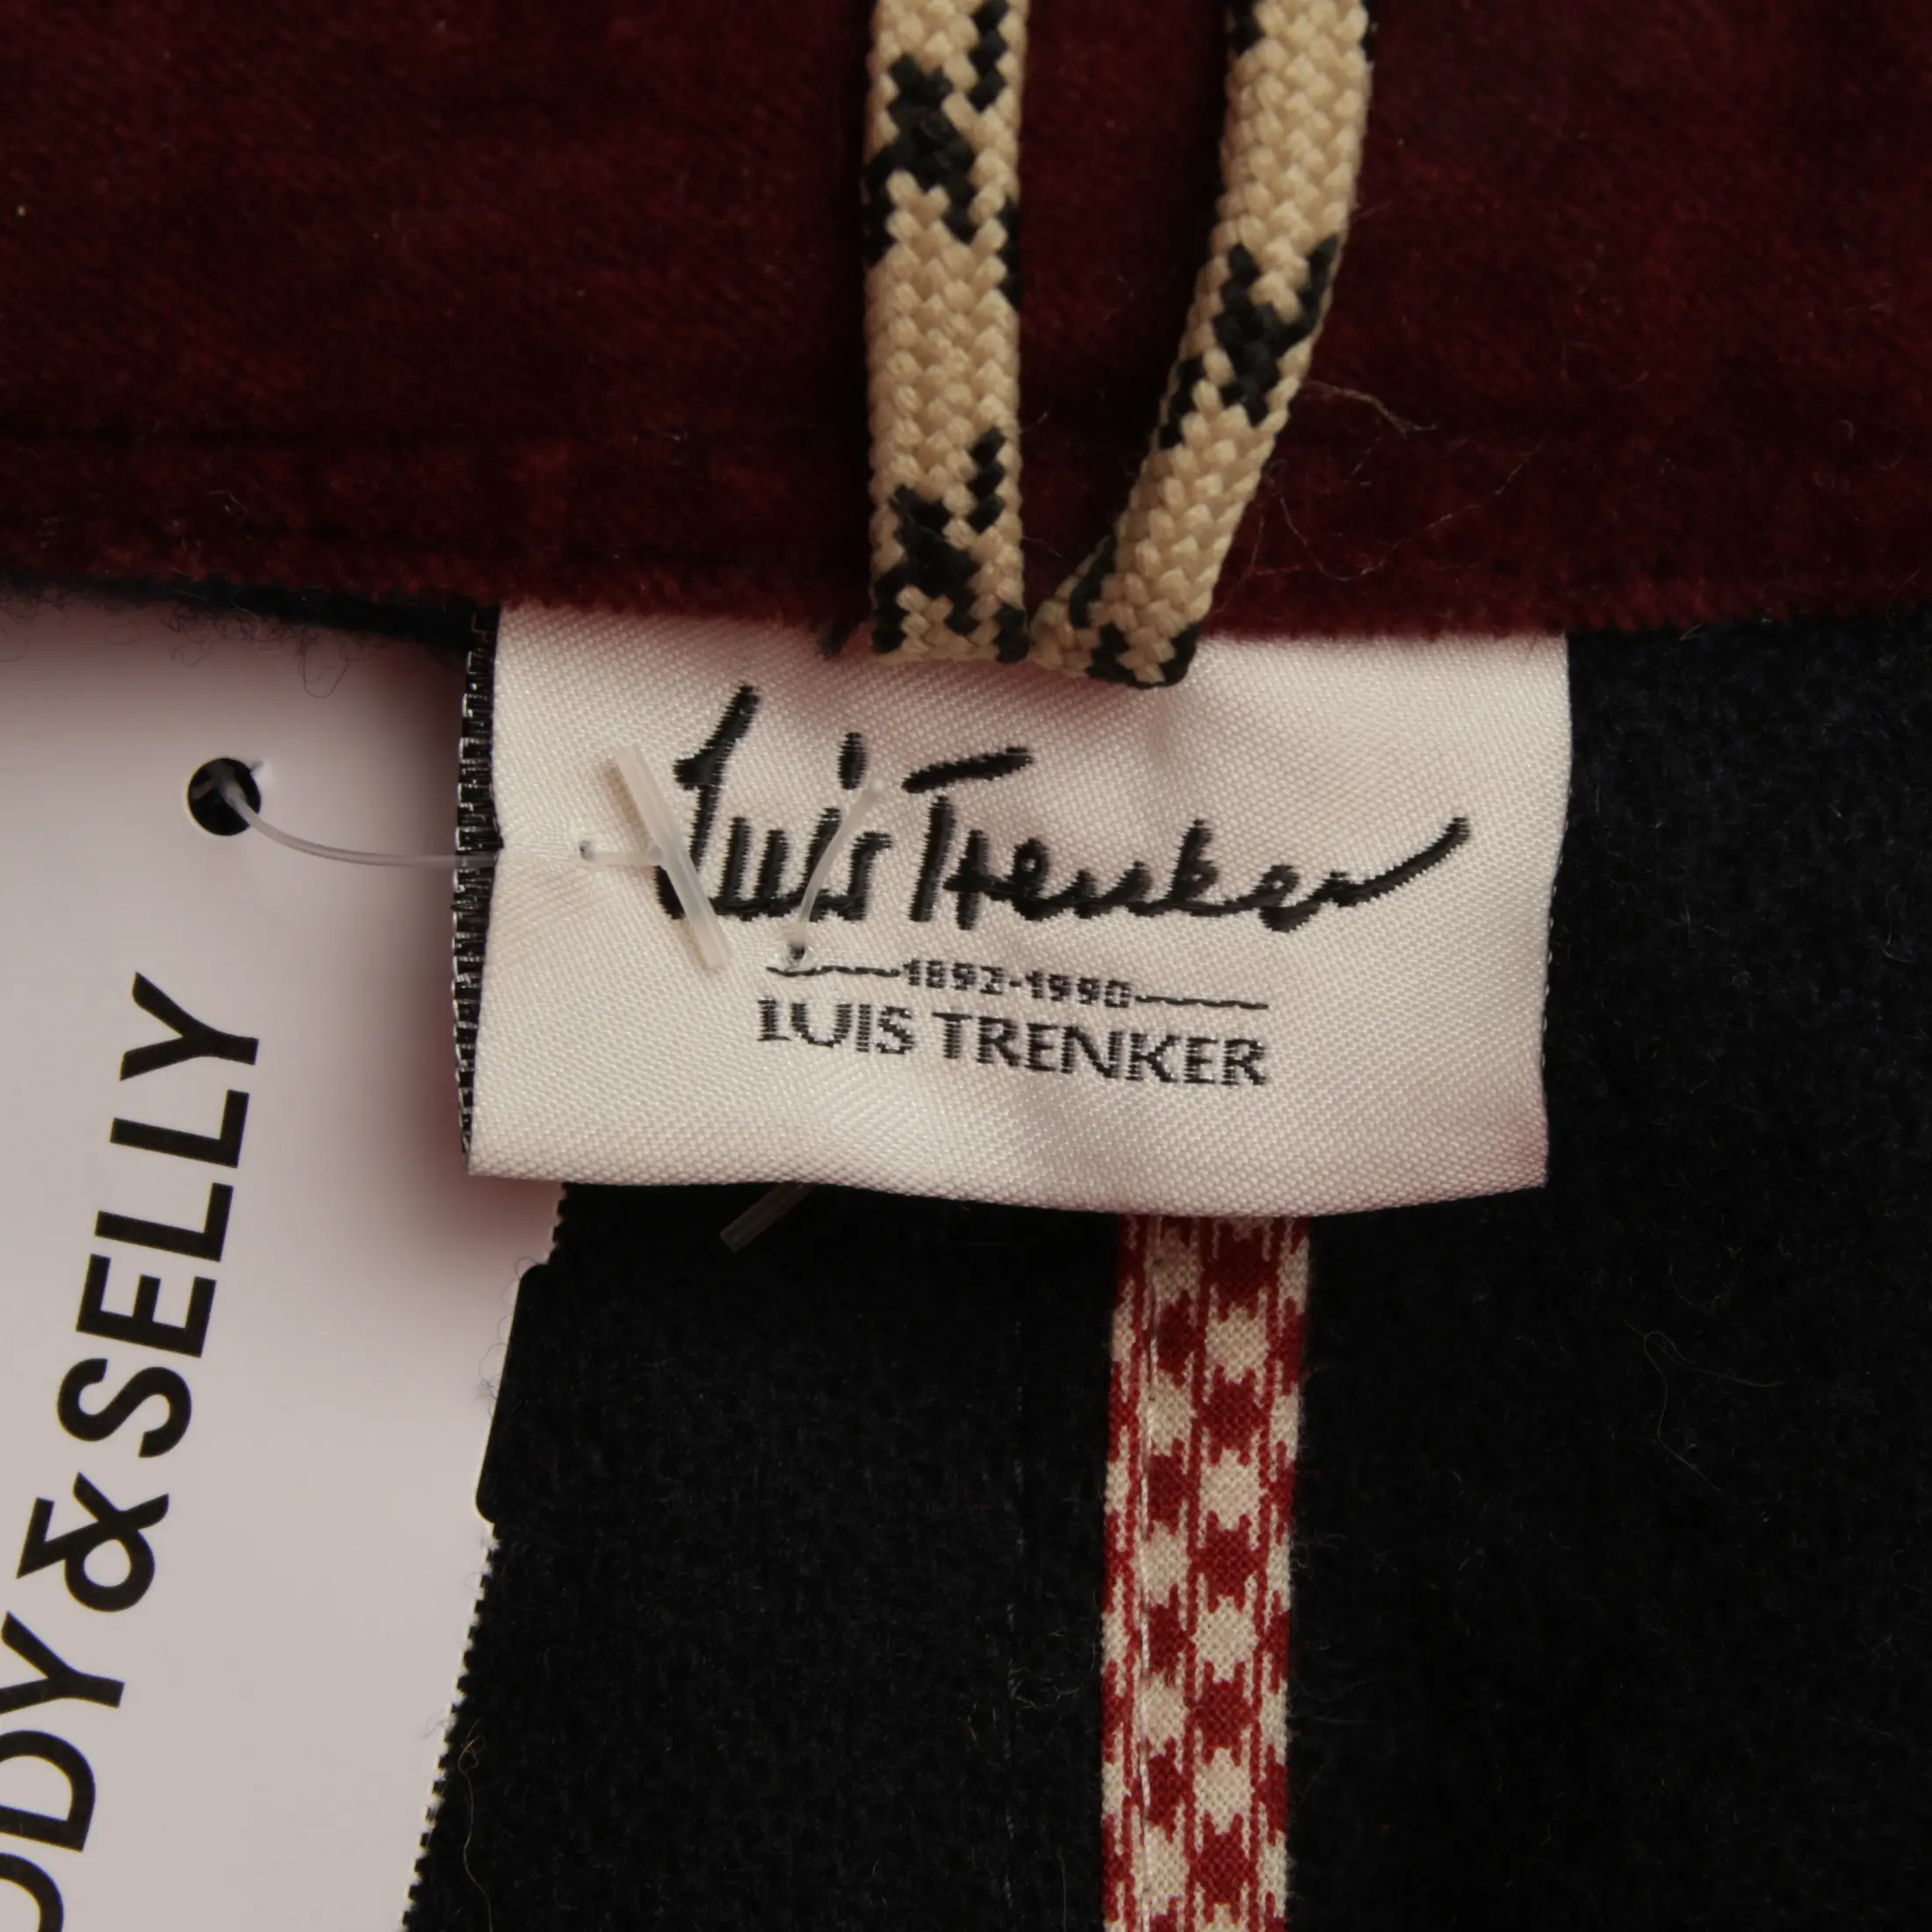 Luis Trenker
1892-1990
LUIS TRENKER
DDY & SELLY